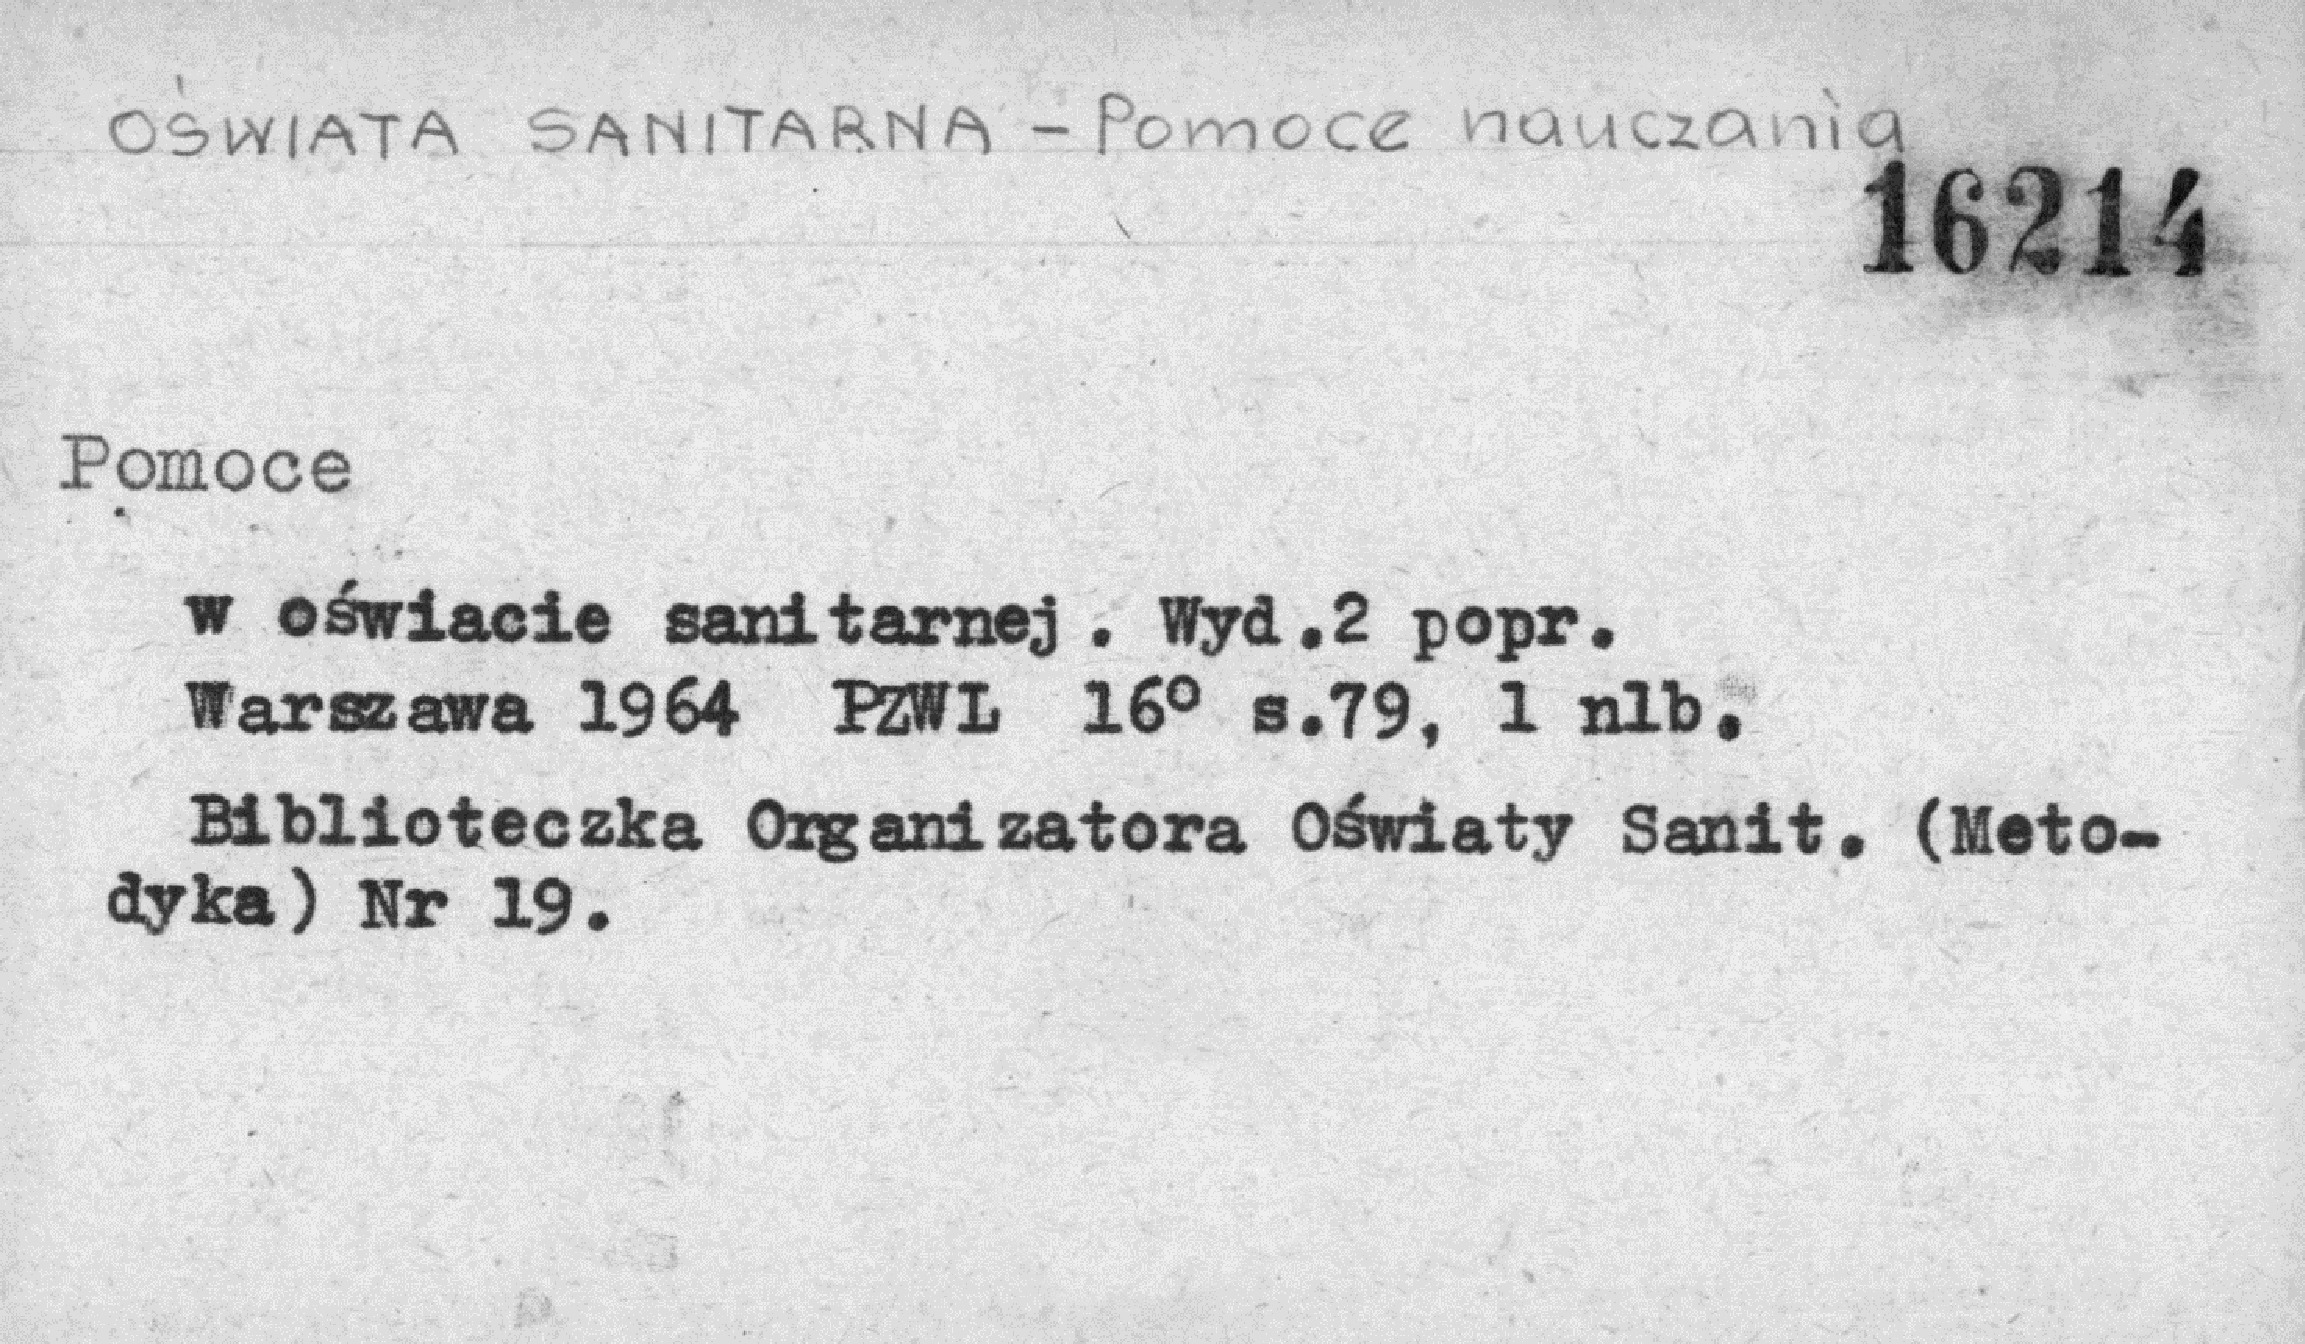 OŚWIATA SANITARNA – Pomoce nauczania
16214
Pomoce
w oświacie sanitarnej. Wyd.2 popr.
Warszawa 1964 PZWL 16° s.79, 1 nlb.
Biblioteczka Organizatora Oświaty Sanit. (Meto-
dyka) Nr 19.